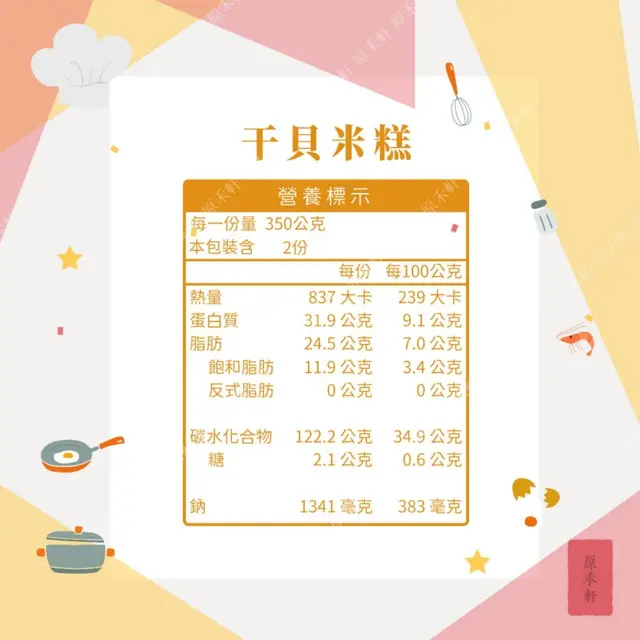 干貝米糕
營養標示
每一份量 350公克
本包裝含 2份
每份 每100公克
熱量 837 大卡 239 大卡
蛋白質 31.9 公克 9.1 公克
脂肪 24.5 公克 7.0 公克
飽和脂肪 11.9 公克 3.4 公克
反式脂肪 0 公克 0 公克
碳水化合物 122.2 公克 34.9 公克
糖 2.1 公克 0.6 公克
鈉 1341 毫克 383 毫克
原禾軒